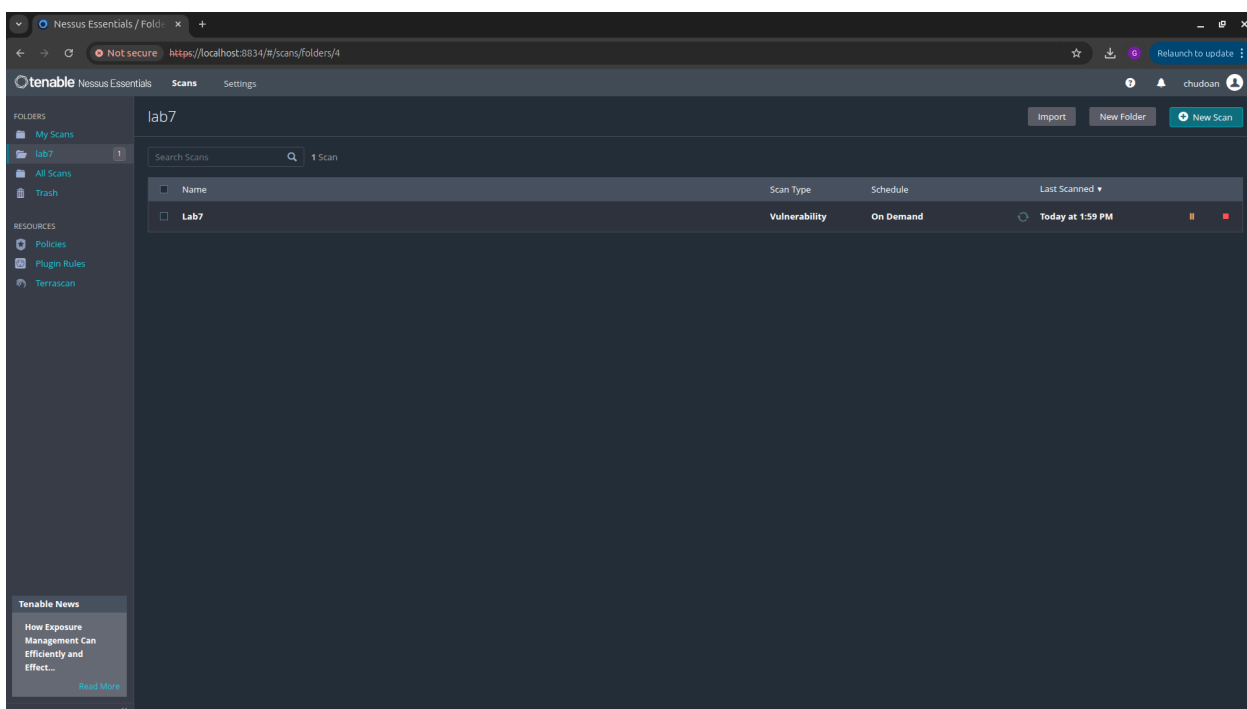 Nessus Essentials / Folde
Not secure https://localhost:8834/#/scans/folders/4
G
Relaunch to update
tenable Nessus Essentials Scans Settings
chudoan
FOLDERS
My Scans
lab7 1
All Scans
Trash
RESOURCES
Policies
Plugin Rules
Terrascan
lab7
Import New Folder New Scan
Search Scans 1 Scan
Name Scan Type Schedule Last Scanned
Lab7 Vulnerability On Demand Today at 1:59 PM
Tenable News
How Exposure
Management Can
Efficiently and
Effect...
Read More